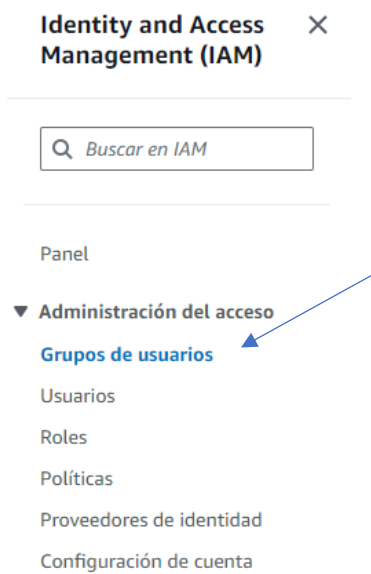 Identity and Access
Management (IAM)
Buscar en IAM
Panel
Administración del acceso
Grupos de usuarios
Usuarios
Roles
Políticas
Proveedores de identidad
Configuración de cuenta